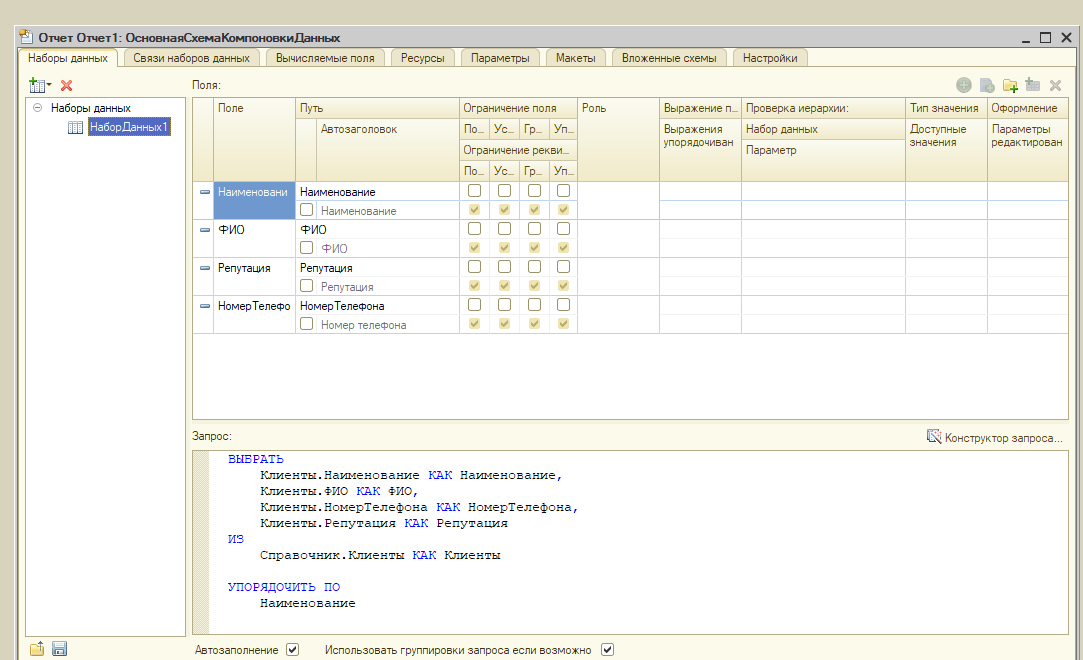 Отчет Отчет1: ОсновнаяСхемаКомпоновкиДанных
Наборы данных Связи наборов данных Вычисляемые поля Ресурсы Параметры Макеты Вложенные схемы Настройки
Поля:
Наборы данных
НаборДанных1
Поле Путь Ограничение поля Роль Выражение п... Проверка иерархии: Тип значения Оформление
Автозаголовок По... Ус... Гр... Уп... Выражения упорядочиван Набор данных Доступные значения Параметры редактирован
Ограничение рекви... Параметр
По... Ус... Гр... Уп...
Наименовани Наименование
Наименование
ФИО ФИО
ФИО
Репутация Репутация
Репутация
НомерТелефо НомерТелефона
Номер телефона
Запрос: Конструктор запроса...
ВЫБРАТЬ
Клиенты.Наименование КАК Наименование,
Клиенты.ФИО КАК ФИО,
Клиенты.НомерТелефона КАК НомерТелефона,
Клиенты.Репутация КАК Репутация
ИЗ
Справочник.Клиенты КАК Клиенты
УПОРЯДОЧИТЬ ПО
Наименование
Автозаполнение Использовать группировки запроса если возможно